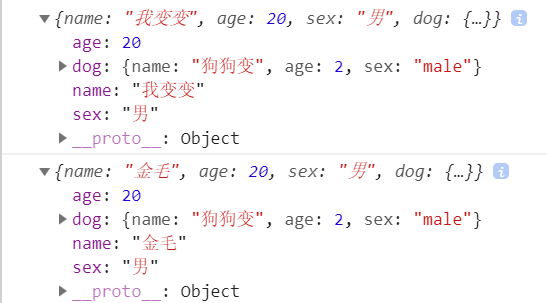 ▼{name: "我变变", age: 20, sex: "男", dog: {…}} i
age: 20
▶dog: {name: "狗狗变", age: 2, sex: "male"}
name: "我变变"
sex: "男"
▶__proto__: Object
▼{name: "金毛", age: 20, sex: "男", dog: {…}} i
age: 20
▶dog: {name: "狗狗变", age: 2, sex: "male"}
name: "金毛"
sex: "男"
▶__proto__: Object